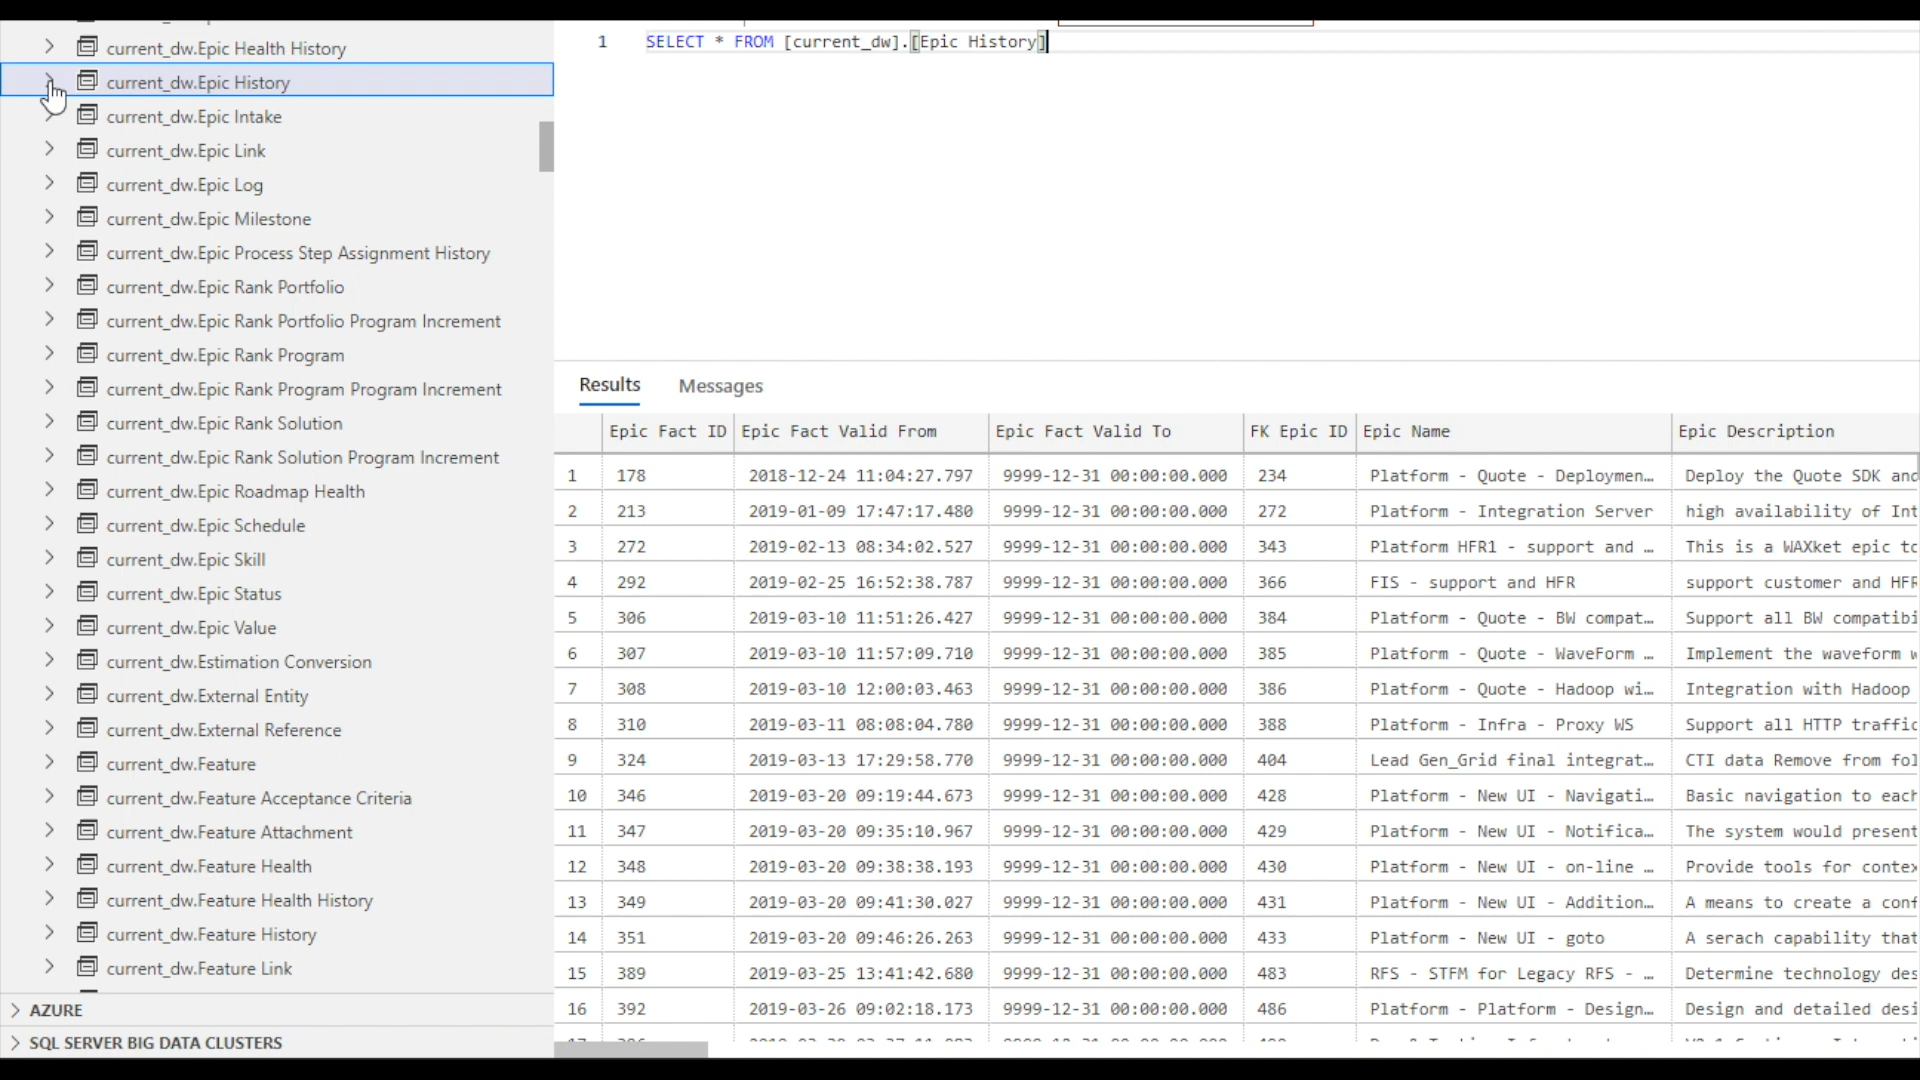 current_dw.Epic Health History
current_dw.Epic History
current_dw.Epic Intake
current_dw.Epic Link
current_dw.Epic Log
current_dw.Epic Milestone
current_dw.Epic Process Step Assignment History
current_dw.Epic Rank Portfolio
current_dw.Epic Rank Portfolio Program Increment
current_dw.Epic Rank Program
current_dw.Epic Rank Program Program Increment
current_dw.Epic Rank Solution
current_dw.Epic Rank Solution Program Increment
current_dw.Epic Roadmap Health
current_dw.Epic Schedule
current_dw.Epic Skill
current_dw.Epic Status
current_dw.Epic Value
current_dw.Estimation Conversion
current_dw.External Entity
current_dw.External Reference
current_dw.Feature
current_dw.Feature Acceptance Criteria
current_dw.Feature Attachment
current_dw.Feature Health
current_dw.Feature Health History
current_dw.Feature History
current_dw.Feature Link
AZURE
SQL SERVER BIG DATA CLUSTERS
1 SELECT * FROM [current_dw].[Epic History]
Results Messages
Epic Fact ID Epic Fact Valid From Epic Fact Valid To FK Epic ID Epic Name Epic Description
1 178 2018-12-24 11:04:27.797 9999-12-31 00:00:00.000 234 Platform - Quote - Deploymen… Deploy the Quote SDK and
2 213 2019-01-09 17:47:17.480 9999-12-31 00:00:00.000 272 Platform - Integration Server high availability of Int
3 272 2019-02-13 08:34:02.527 9999-12-31 00:00:00.000 343 Platform HFR1 - support and … This is a WAXket epic to
4 292 2019-02-25 16:52:38.787 9999-12-31 00:00:00.000 366 FIS - support and HFR support customer and HFR
5 306 2019-03-10 11:51:26.427 9999-12-31 00:00:00.000 384 Platform - Quote - BW compat… Support all BW compatibi
6 307 2019-03-10 11:57:09.710 9999-12-31 00:00:00.000 385 Platform - Quote - WaveForm … Implement the waveform w
7 308 2019-03-10 12:00:03.463 9999-12-31 00:00:00.000 386 Platform - Quote - Hadoop wi… Integration with Hadoop
8 310 2019-03-11 08:08:04.780 9999-12-31 00:00:00.000 388 Platform - Infra - Proxy WS Support all HTTP traffic
9 324 2019-03-13 17:29:58.770 9999-12-31 00:00:00.000 404 Lead Gen_Grid final integrat… CTI data Remove from fol
10 346 2019-03-20 09:19:44.673 9999-12-31 00:00:00.000 428 Platform - New UI - Navigati… Basic navigation to each
11 347 2019-03-20 09:35:10.967 9999-12-31 00:00:00.000 429 Platform - New UI - Notifica… The system would present
12 348 2019-03-20 09:38:38.193 9999-12-31 00:00:00.000 430 Platform - New UI - on-line … Provide tools for contex
13 349 2019-03-20 09:41:30.027 9999-12-31 00:00:00.000 431 Platform - New UI - Addition… A means to create a conf
14 351 2019-03-20 09:46:26.263 9999-12-31 00:00:00.000 433 Platform - New UI - goto A serach capability that
15 389 2019-03-25 13:41:42.680 9999-12-31 00:00:00.000 483 RFS - STFM for Legacy RFS - … Determine technology des
16 392 2019-03-26 09:02:18.173 9999-12-31 00:00:00.000 486 Platform - Platform - Design… Design and detailed desi